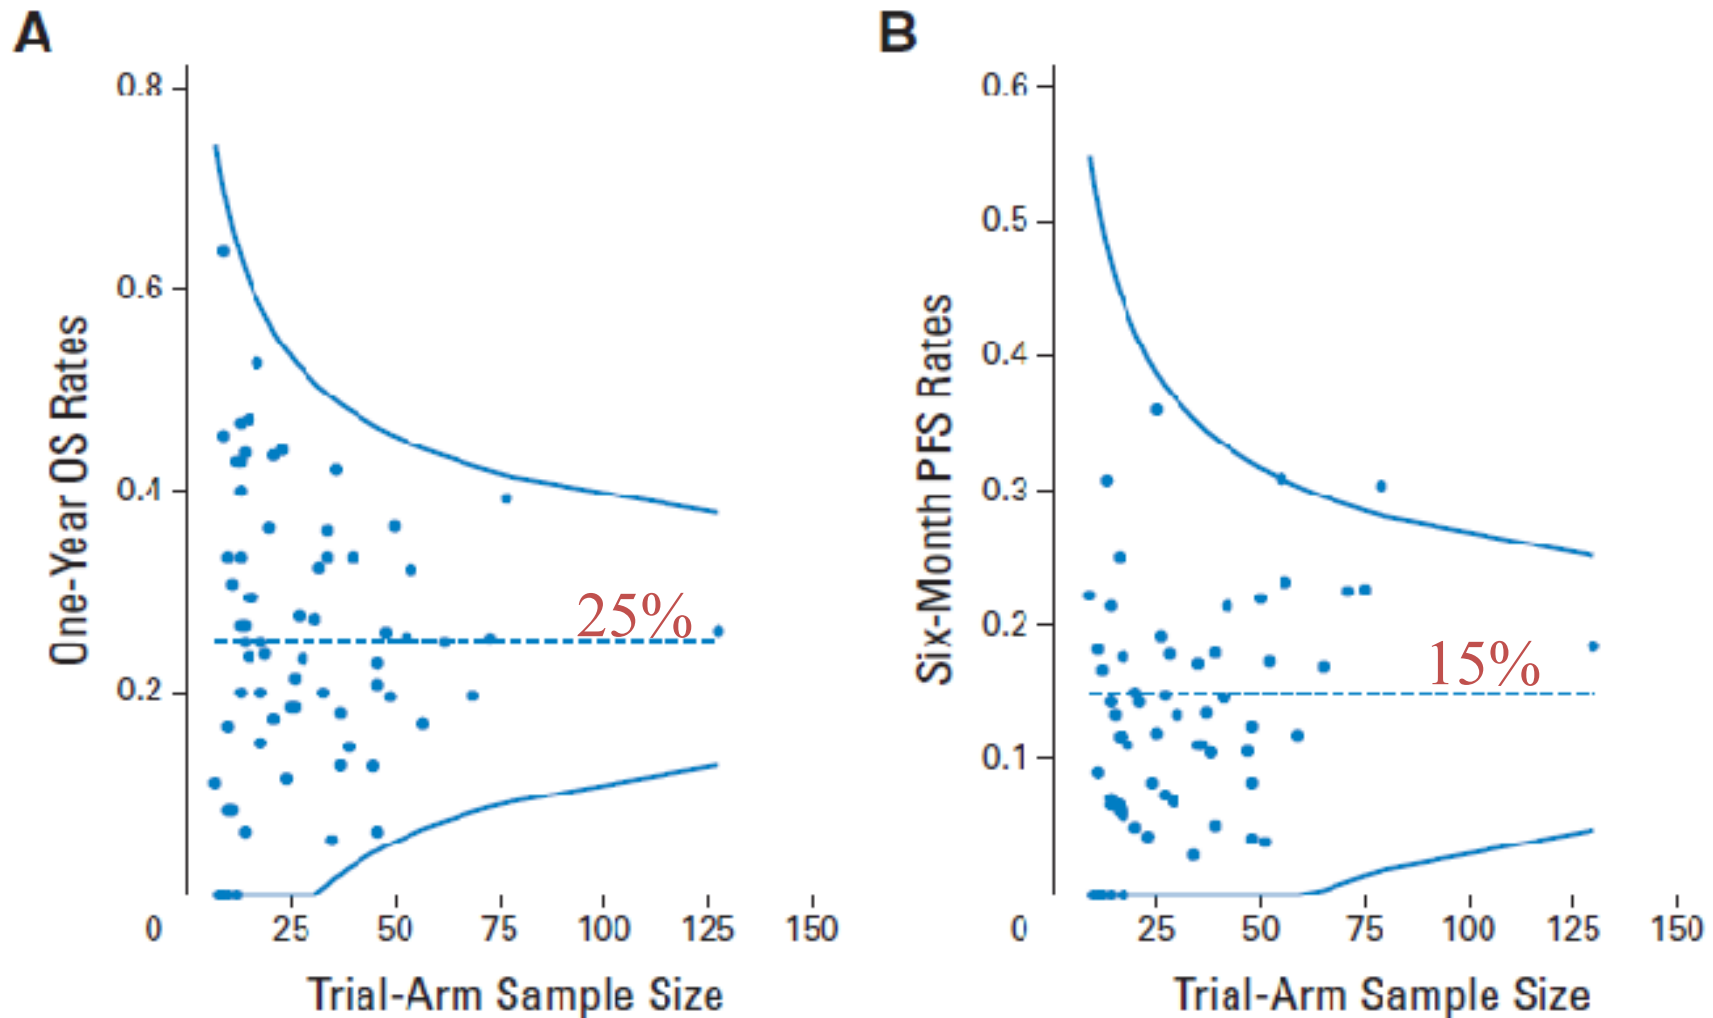 A
One-Year OS Rates
0.8
0.6
0.4
0.2
0
25%
25 50 75 100 125 150
Trial-Arm Sample Size
B
Six-Month PFS Rates
0.6
0.5
0.4
0.3
0.2
0.1
0
15%
25 50 75 100 125 150
Trial-Arm Sample Size